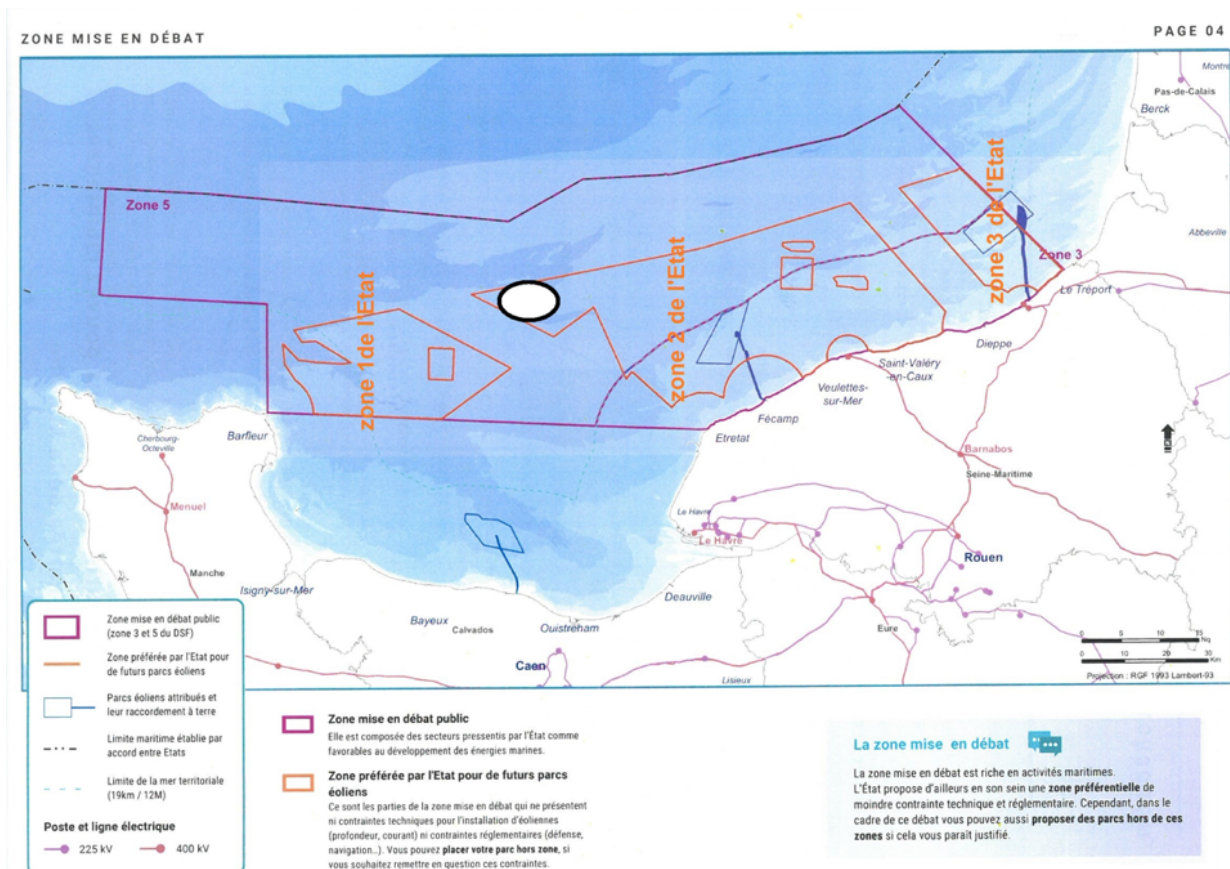 ZONE MISE EN DÉBAT
PAGE 04
Pas-de-Calais
Berck
Zone 5
zone 1de l'Etat
zone 2 de l'Etat
zone 3 de l'Etat
Zone 3
Abbeville
Le Tréport
Dieppe
Saint-Valéry
-en-Caux
Veulettes-
sur-Mer
Fécamp
Etretat
Cherbourg-
Octeville
Barfleur
Menuel
Manche
Barnabos
Seine-Maritime
Le Havre
Le Havre
Rouen
Isigny-sur-Mer
Deauville
Bayeux
Calvados
Ouistreham
Eure
Caen
Lisieux
0 5 10 15
Nq
0 10 20 30
Km
Projection : RGF 1993 Lambert-93
Zone mise en débat public
(zone 3 et 5 du DSF)
Zone préférée par l'Etat pour
de futurs parcs éoliens
Parcs éoliens attribués et
leur raccordement à terre
Limite maritime établie par
accord entre Etats
Limite de la mer territoriale
(19km / 12M)
Poste et ligne électrique
225 kV 400 kV
Zone mise en débat public
Elle est composée des secteurs pressentis par l'État comme
favorables au développement des énergies marines.
Zone préférée par l'Etat pour de futurs parcs
éoliens
Ce sont les parties de la zone mise en débat qui ne présentent
ni contraintes techniques pour l'installation d'éoliennes
(profondeur, courant) ni contraintes réglementaires (défense,
navigation..). Vous pouvez placer votre parc hors zone, si
vous souhaitez remettre en question ces contraintes.
La zone mise en débat
La zone mise en débat est riche en activités maritimes.
L'État propose d'ailleurs en son sein une zone préférentielle de
moindre contrainte technique et réglementaire. Cependant, dans le
cadre de ce débat vous pouvez aussi proposer des parcs hors de ces
zones si cela vous paraît justifié.